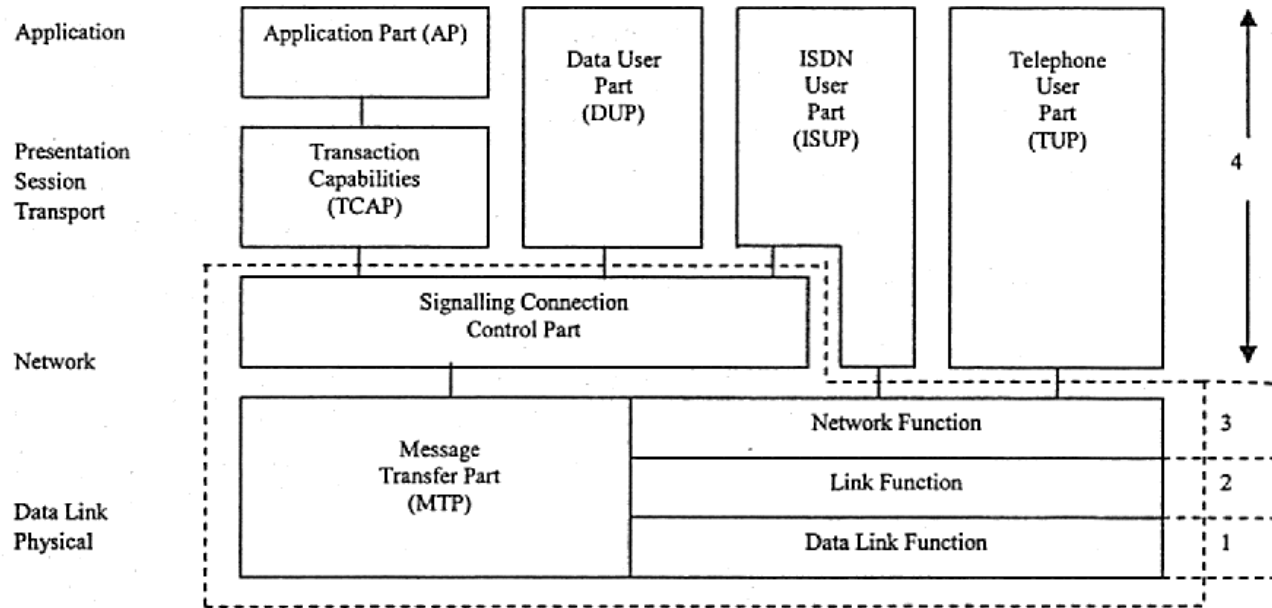 Application
Application Part (AP)
Data User
Part
(DUP)
ISDN
User
Part
(ISUP)
Telephone
User
Part
(TUP)
Presentation
Session
Transport
Transaction
Capabilities
(TCAP)
4
Signalling Connection
Control Part
Network
Message
Transfer Part
(MTP)
Network Function
3
Link Function
2
Data Link
Physical
Data Link Function
1